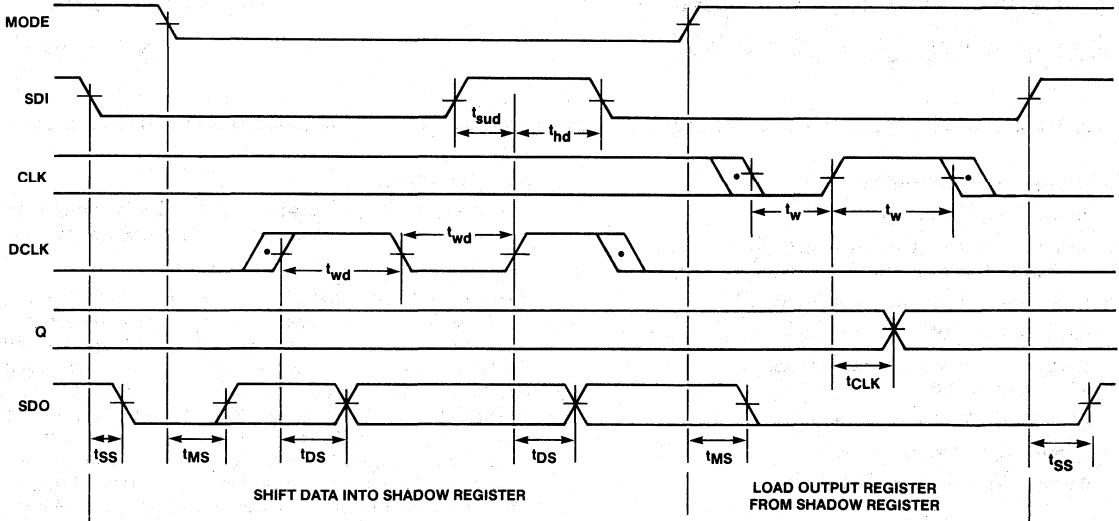 MODE
SDI
tsud
thd
CLK
tw
tw
DCLK
twd
twd
Q
tCLK
SDO
tSS
tMS
tDS
tDS
tMS
tSS
SHIFT DATA INTO SHADOW REGISTER
LOAD OUTPUT REGISTER
FROM SHADOW REGISTER